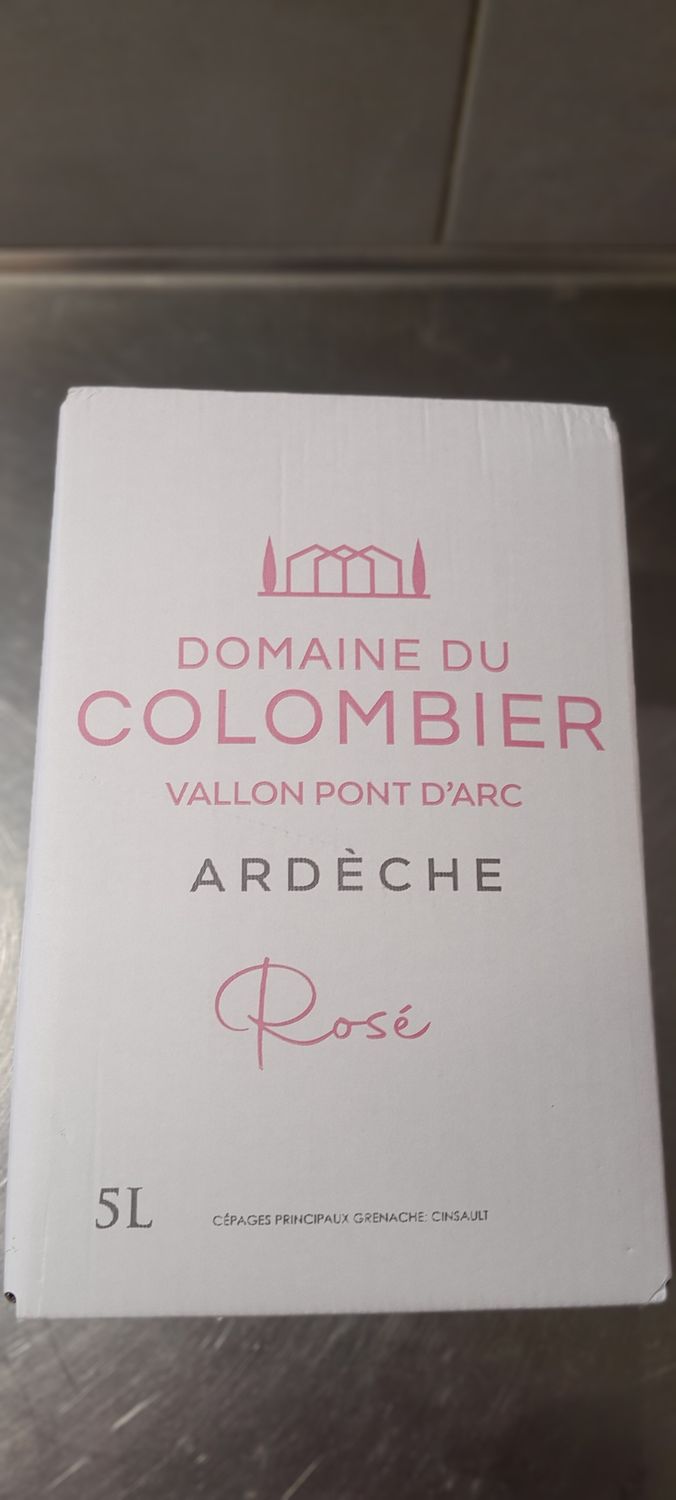 DOMAINE DU
COLOMBIER
VALLON PONT D'ARC
ARDÈCHE
Rosé
5L CÉPAGES PRINCIPAUX GRENACHE: CINSAULT